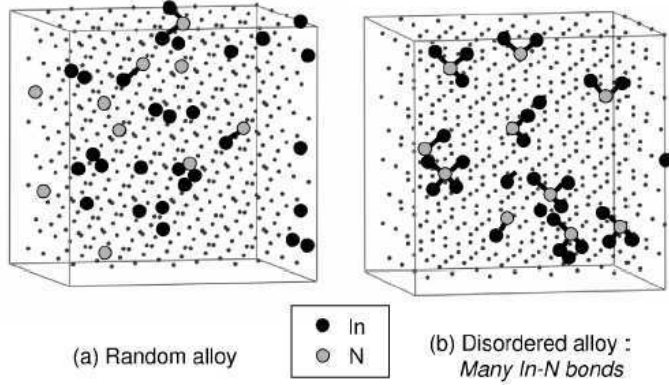 In
N
(a) Random alloy
(b) Disordered alloy :
Many In-N bonds